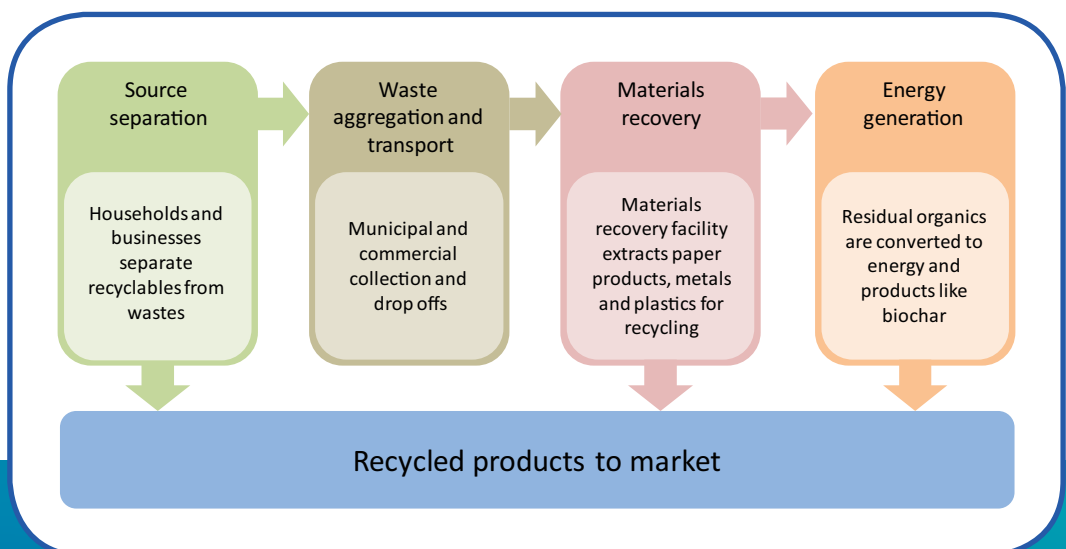 Source
separation
Households and
businesses
separate
recyclables from
wastes
Waste
aggregation and
transport
Municipal and
commercial
collection and
drop offs
Materials
recovery
Materials
recovery facility
extracts paper
products, metals
and plastics for
recycling
Energy
generation
Residual organics
are converted to
energy and
products like
biochar
Recycled products to market